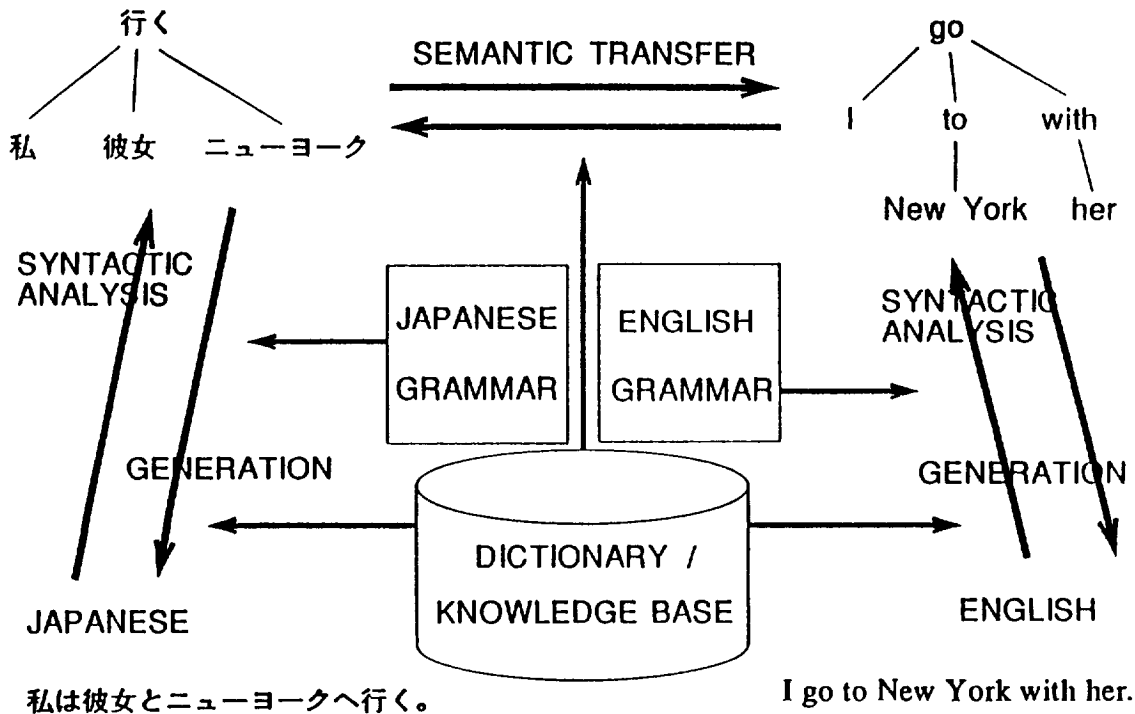 行く
go
SEMANTIC TRANSFER
私 彼女 ニューヨーク
I to with
New York her
SYNTACTIC
ANALYSIS
JAPANESE
GRAMMAR
ENGLISH
GRAMMAR
SYNTACTIC
ANALYSIS
GENERATION
GENERATION
DICTIONARY /
KNOWLEDGE BASE
JAPANESE
ENGLISH
私は彼女とニューヨークへ行く。
I go to New York with her.